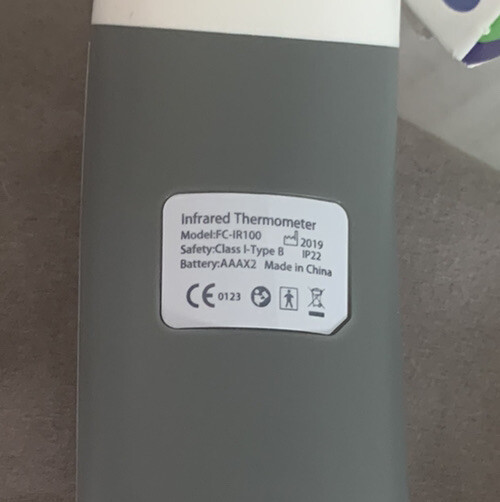 Infrared Thermometer
Model:FC-IR100
2019
Safety:Class I-Type B IP22
Battery:AAAX2 Made in China
CE 0123